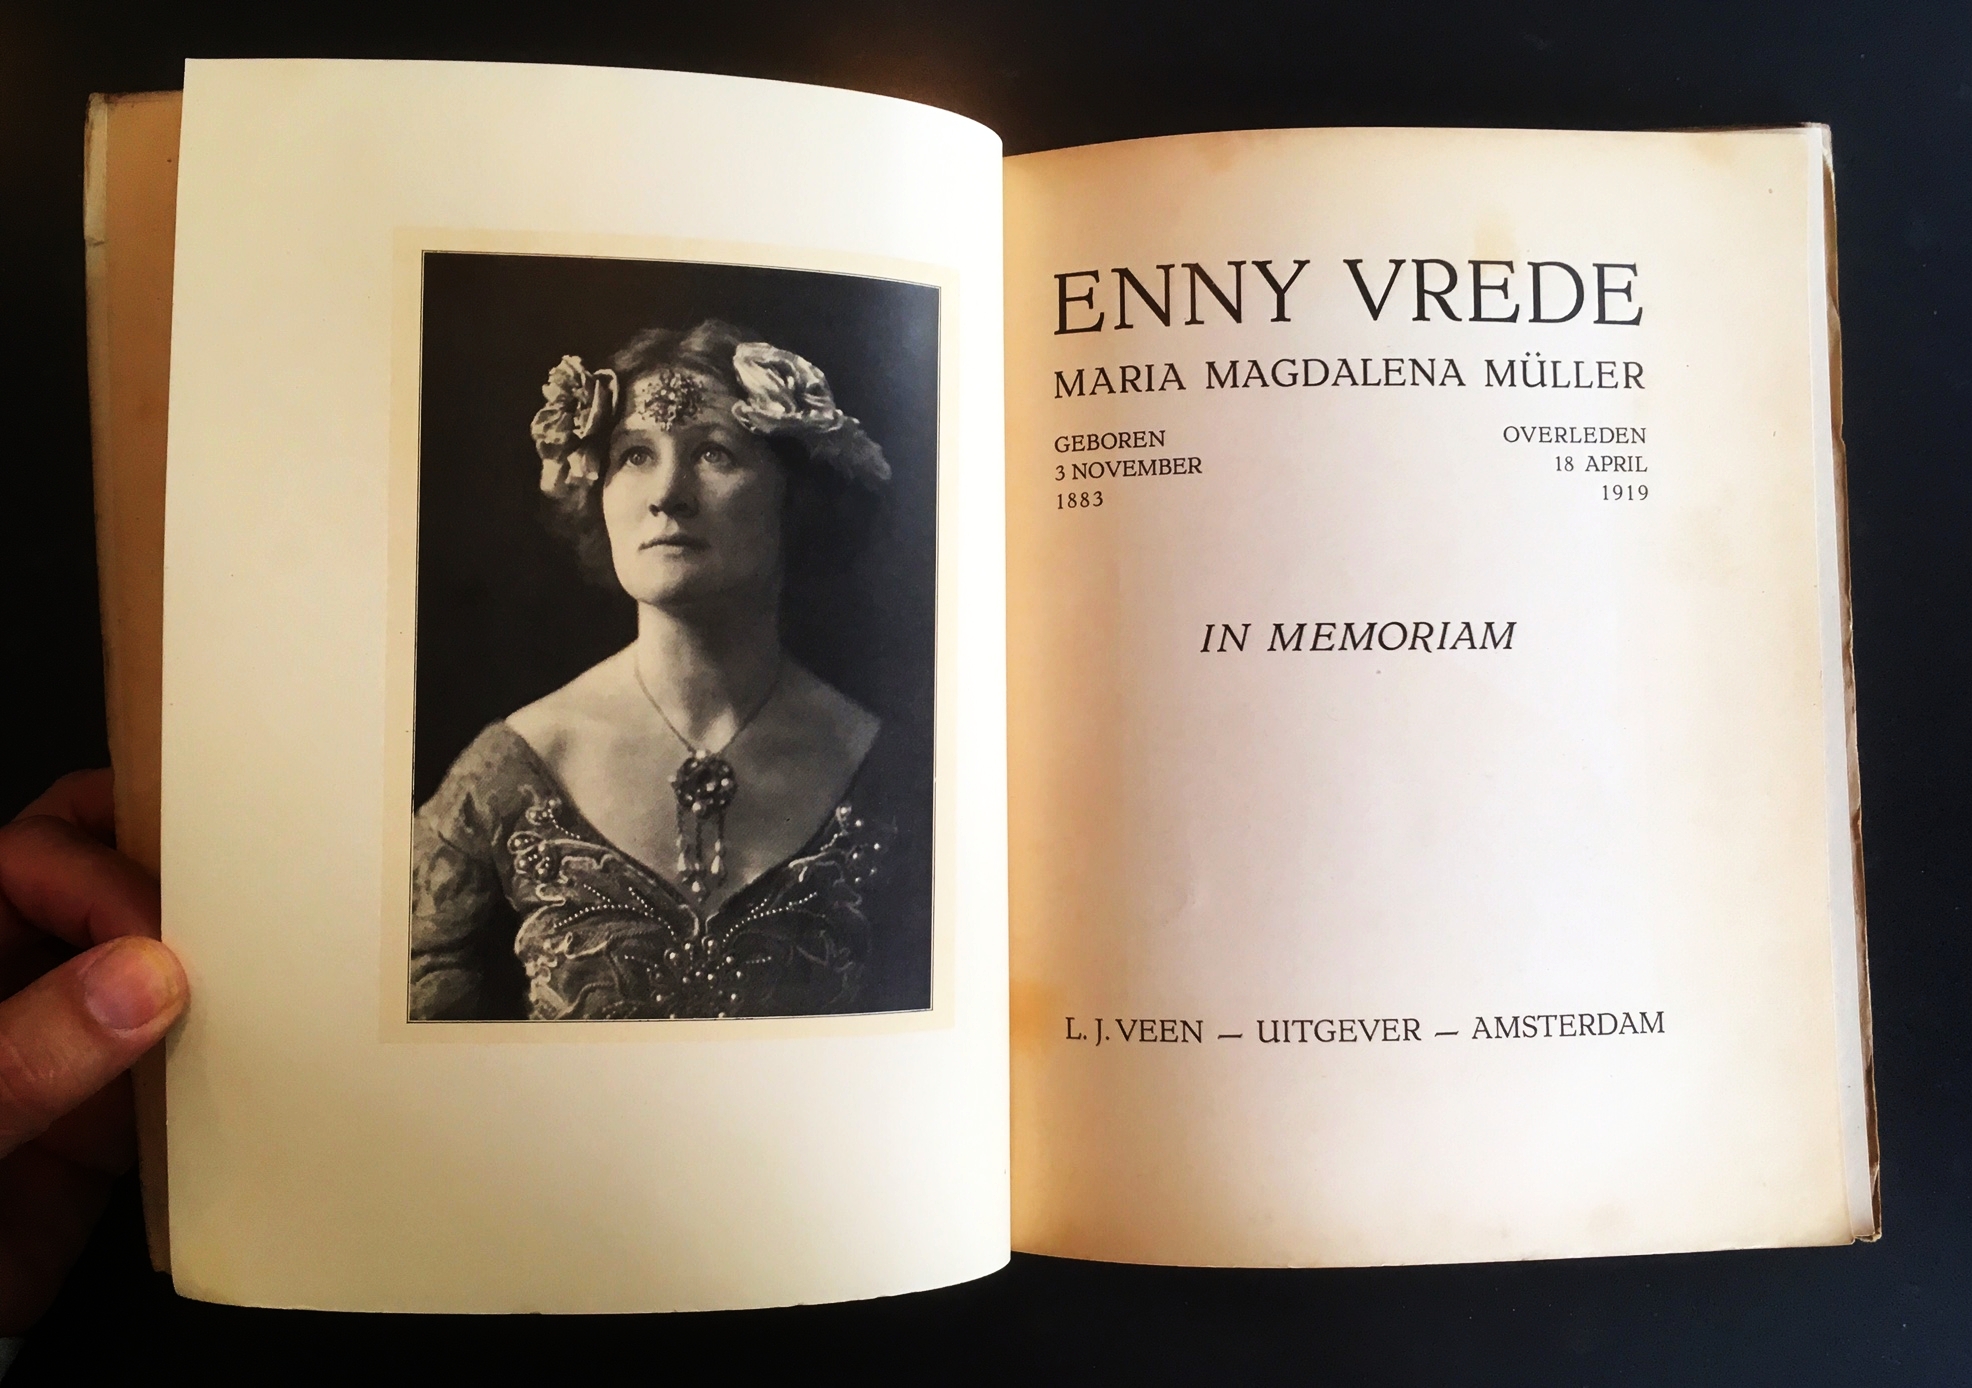 ENNY VREDE
MARIA MAGDALENA MÜLLER
GEBOREN
3 NOVEMBER
1883
OVERLEDEN
18 APRIL
1919
IN MEMORIAM
L. J. VEEN — UITGEVER — AMSTERDAM